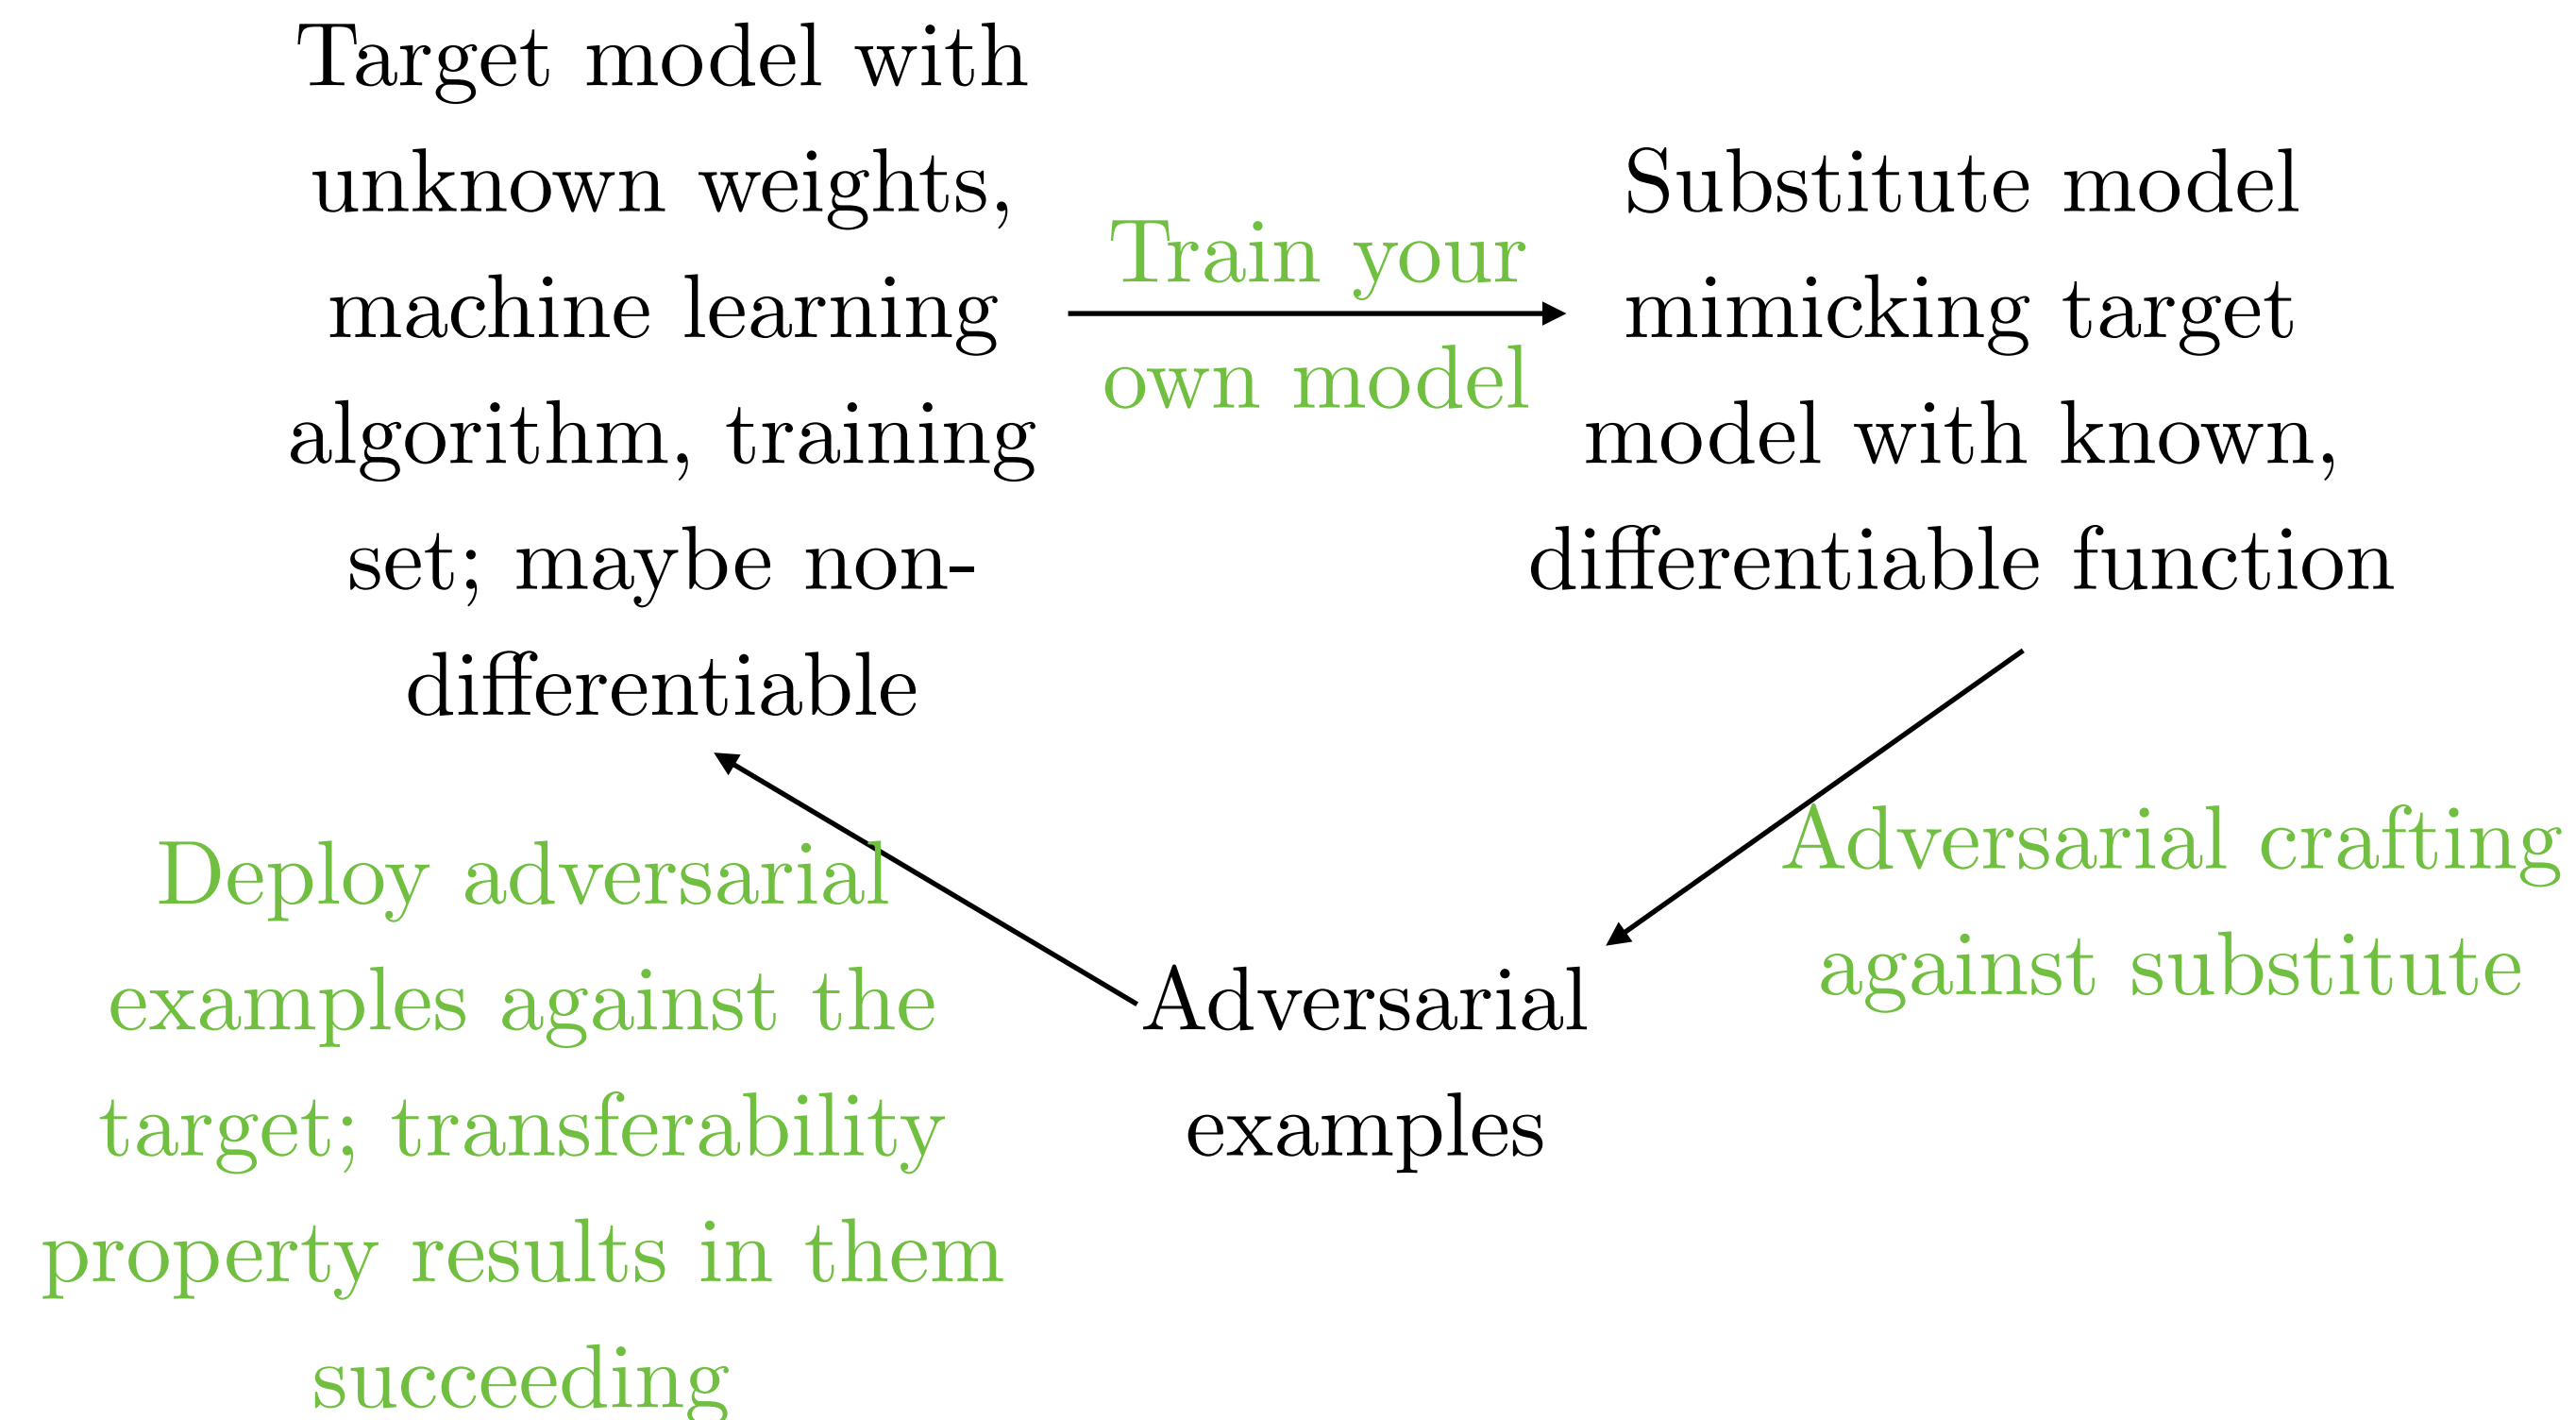 Target model with
unknown weights,
machine learning
algorithm, training
set; maybe non-
differentiable
Train your
own model
Substitute model
mimicking target
model with known,
differentiable function
Adversarial crafting
against substitute
Adversarial
examples
Deploy adversarial
examples against the
target; transferability
property results in them
succeeding